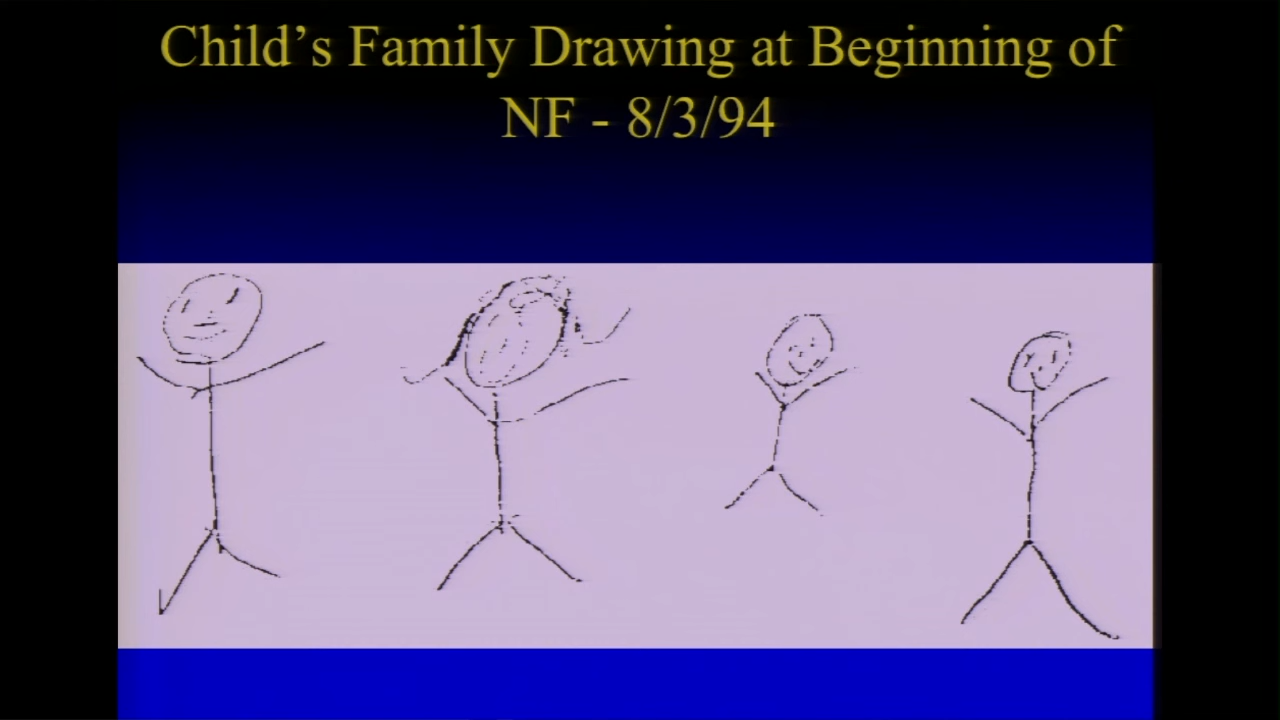 Child’s Family Drawing at Beginning of
NF - 8/3/94